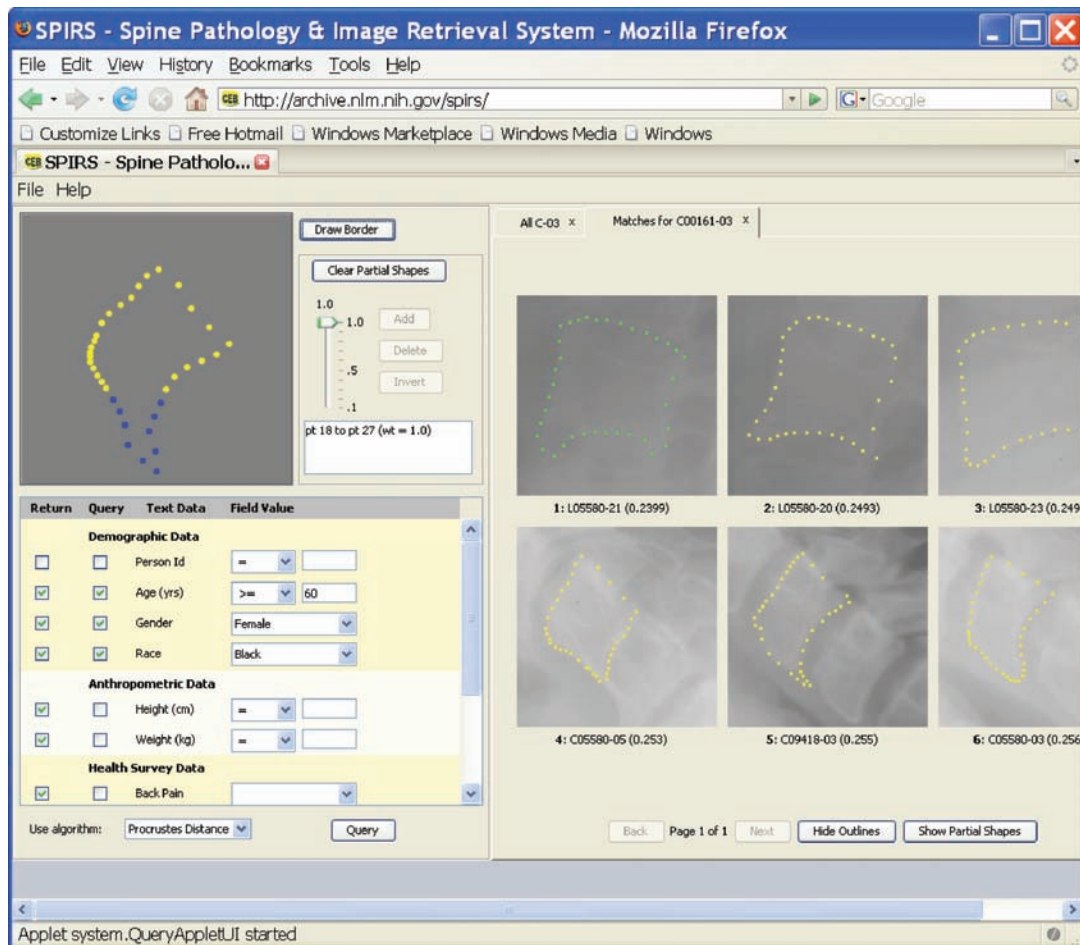 SPIRS - Spine Pathology & Image Retrieval System - Mozilla Firefox
File Edit View History Bookmarks Tools Help
CEB http://archive.nlm.nih.gov/spirs/ G Google
Customize Links Free Hotmail Windows Marketplace Windows Media Windows
CEB SPIRS - Spine Patholo...
File Help
Draw Border
Clear Partial Shapes
1.0
1.0
.5
.1
Add
Delete
Invert
pt 18 to pt 27 (wt = 1.0)
Return Query Text Data Field Value
Demographic Data
Person Id =
Age (yrs) >= 60
Gender Female
Race Black
Anthropometric Data
Height (cm) =
Weight (kg) =
Health Survey Data
Back Pain
Use algorithm: Procrustes Distance Query
All C-03 x Matches for C00161-03 x
1: L05580-21 (0.2399) 2: L05580-20 (0.2493) 3: L05580-23 (0.249
4: C05580-05 (0.253) 5: C09418-03 (0.255) 6: C05580-03 (0.256
Back Page 1 of 1 Next Hide Outlines Show Partial Shapes
Applet system.QueryAppletUI started